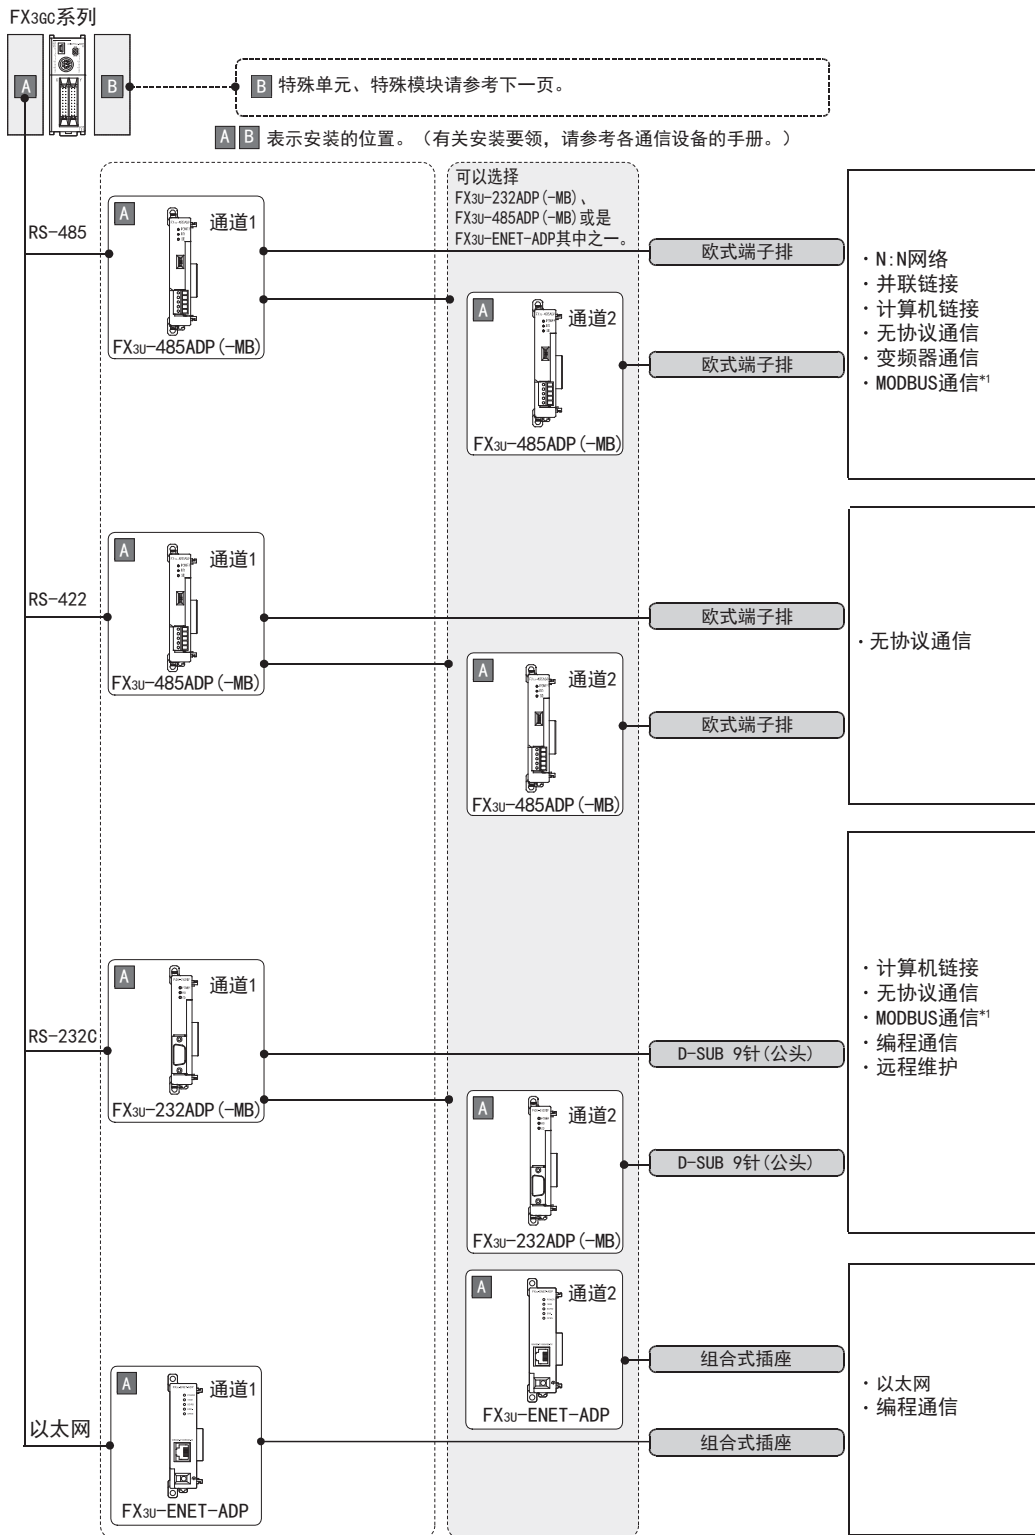 FX3GC系列
A
B
B 特殊单元、特殊模块请参考下一页。
A B 表示安装的位置。（有关安装要领，请参考各通信设备的手册。）
可以选择
FX3U-232ADP(-MB)、
FX3U-485ADP(-MB)或是
FX3U-ENET-ADP其中之一。
RS-485
A 通道1
FX3U-485ADP(-MB)
欧式端子排
A 通道2
FX3U-485ADP(-MB)
欧式端子排
・N:N网络
・并联链接
・计算机链接
・无协议通信
・变频器通信
・MODBUS通信*1
RS-422
A 通道1
FX3U-485ADP(-MB)
欧式端子排
A 通道2
FX3U-485ADP(-MB)
欧式端子排
・无协议通信
RS-232C
A 通道1
FX3U-232ADP(-MB)
D-SUB 9针(公头)
A 通道2
FX3U-232ADP(-MB)
D-SUB 9针(公头)
・计算机链接
・无协议通信
・MODBUS通信*1
・编程通信
・远程维护
A 通道2
FX3U-ENET-ADP
组合式插座
以太网
A 通道1
FX3U-ENET-ADP
组合式插座
・以太网
・编程通信